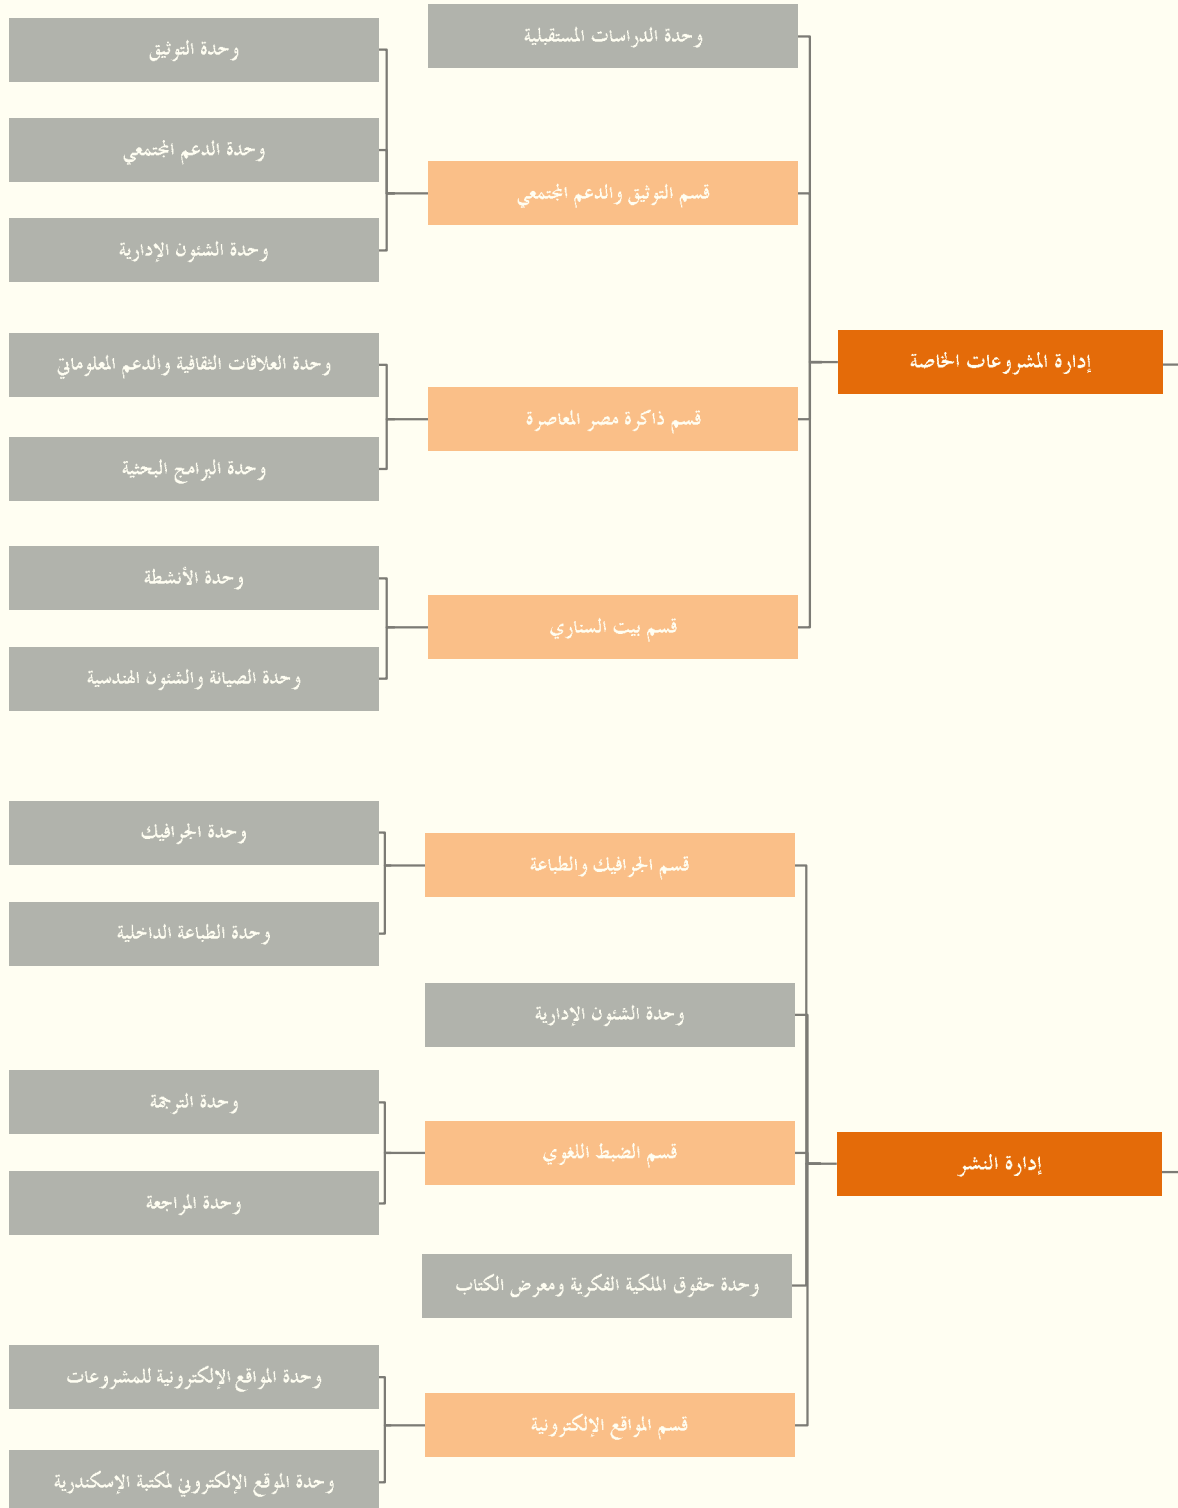 إدارة المشروعات الخاصة
وحدة الدراسات المستقبلية
قسم التوثيق والدعم المجتمعي
وحدة التوثيق
وحدة الدعم المجتمعي
وحدة الشئون الإدارية
قسم ذاكرة مصر المعاصرة
وحدة العلاقات الثقافية والدعم المعلوماتي
وحدة البرامج البحثية
قسم بيت السناري
وحدة الأنشطة
وحدة الصيانة والشئون الهندسية
إدارة النشر
قسم الجرافيك والطباعة
وحدة الجرافيك
وحدة الطباعة الداخلية
وحدة الشئون الإدارية
قسم الضبط اللغوي
وحدة الترجمة
وحدة المراجعة
وحدة حقوق الملكية الفكرية ومعرض الكتاب
قسم المواقع الإلكترونية
وحدة المواقع الإلكترونية للمشروعات
وحدة الموقع الإلكتروني لمكتبة الإسكندرية